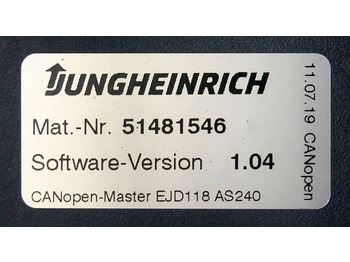 JUNGHEINRICH
Mat.-Nr. 51481546
Software-Version 1.04
CANopen-Master EJD118 AS240
11.07.19 CANopen